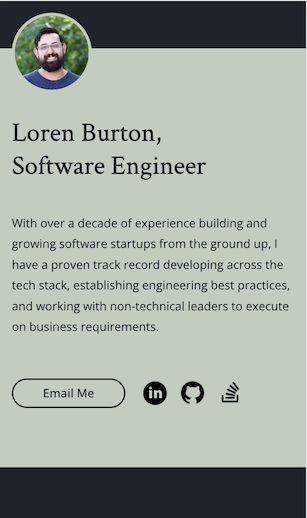 Loren Burton,
Software Engineer
With over a decade of experience building and
growing software startups from the ground up, I
have a proven track record developing across the
tech stack, establishing engineering best practices,
and working with non-technical leaders to execute
on business requirements.
Email Me
in